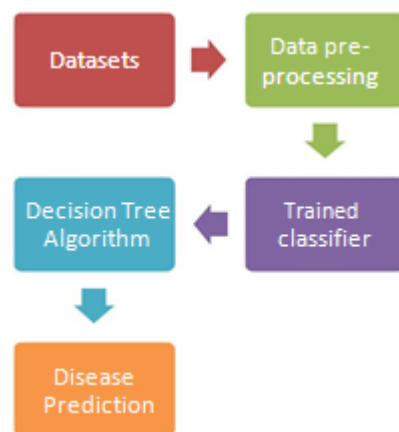 Datasets
Data pre-
processing
Trained
classifier
Decision Tree
Algorithm
Disease
Prediction